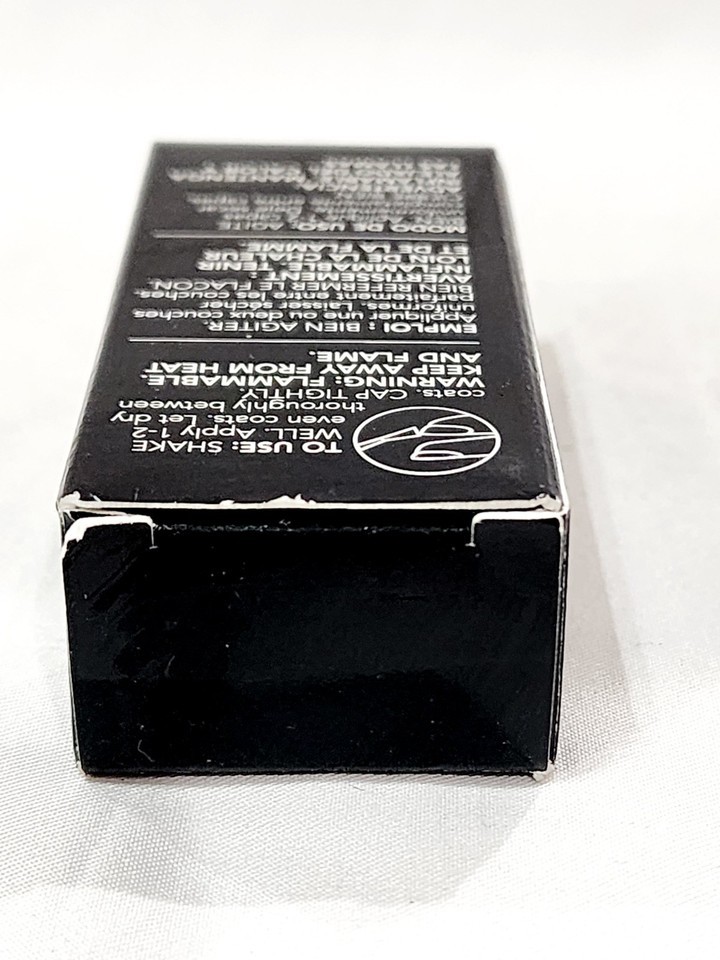 TO USE: SHAKE
WELL. Apply 1-2
even coats. Let dry
thoroughly between
coats. CAP TIGHTLY.
WARNING: FLAMMABLE.
KEEP AWAY FROM HEAT
AND FLAME.
EMPLOI : BIEN AGITER.
Appliquer une ou deux couches
uniformes. Laisser sécher
parfaitement entre les couches.
BIEN REFERMER LE FLACON.
AVERTISSEMENT :
INFLAMMABLE. TENIR
LOIN DE LA CHALEUR
ET DE LA FLAMME.
MODO DE USO: AGITE